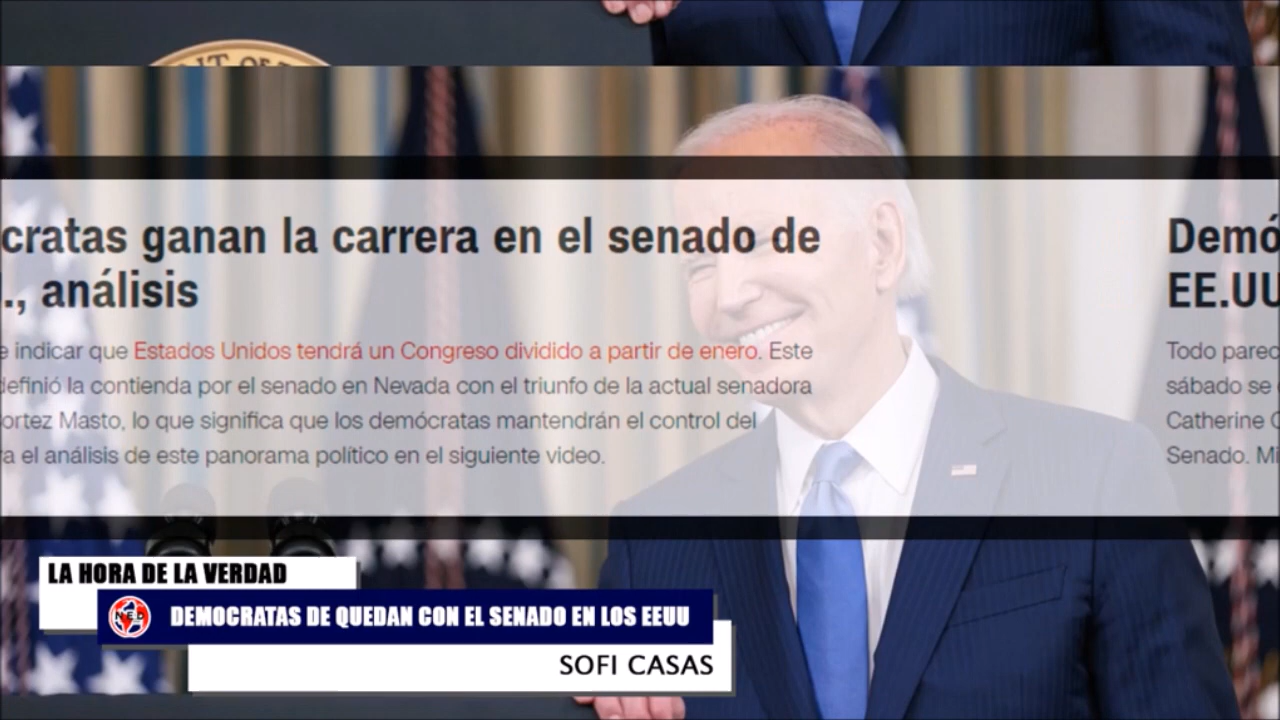 NT OF
cratas ganan la carrera en el senado de
., análisis
e indicar que Estados Unidos tendrá un Congreso dividido a partir de enero. Este
definió la contienda por el senado en Nevada con el triunfo de la actual senadora
ortez Masto, lo que significa que los demócratas mantendrán el control del
ra el análisis de este panorama político en el siguiente video.
Demó
EE.UU
Todo parec
sábado se
Catherine C
Senado. Mi
LA HORA DE LA VERDAD
NED
DEMOCRATAS DE QUEDAN CON EL SENADO EN LOS EEUU
SOFI CASAS